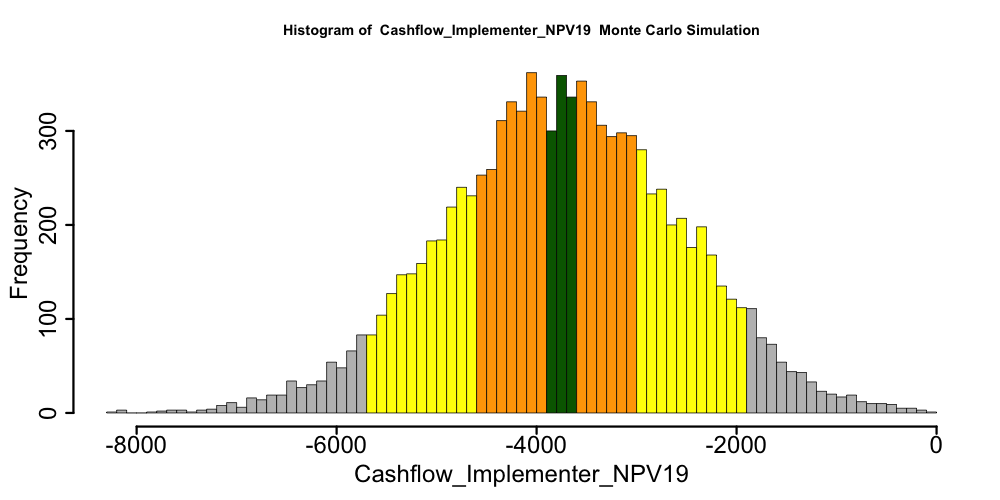 Histogram of  Cashflow_Implementer_NPV19  Monte Carlo Simulation
Frequency
300
200
100
0
-8000 -6000 -4000 -2000 0
Cashflow_Implementer_NPV19